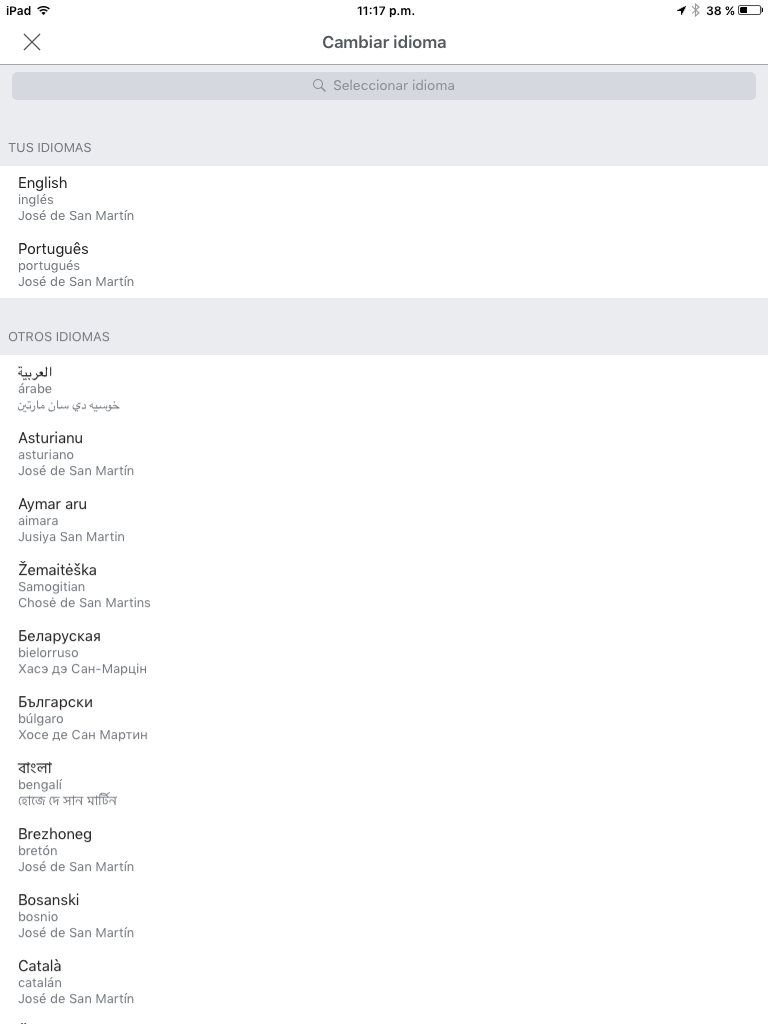 iPad 11:17 p.m. 38 %
Cambiar idioma
Seleccionar idioma
TUS IDIOMAS
English
inglés
José de San Martín
Português
portugués
José de San Martín
OTROS IDIOMAS
العربية
árabe
خوسيه دي سان مارتين
Asturianu
asturiano
José de San Martín
Aymar aru
aimara
Jusiya San Martin
Žemaitėška
Samogitian
Chosė de San Martins
Беларуская
bielorruso
Хасэ дэ Сан-Марцін
Български
búlgaro
Хосе де Сан Мартин
বাংলা
bengalí
হোজে দে সান মার্টিন
Brezhoneg
bretón
José de San Martín
Bosanski
bosnio
José de San Martín
Català
catalán
José de San Martín